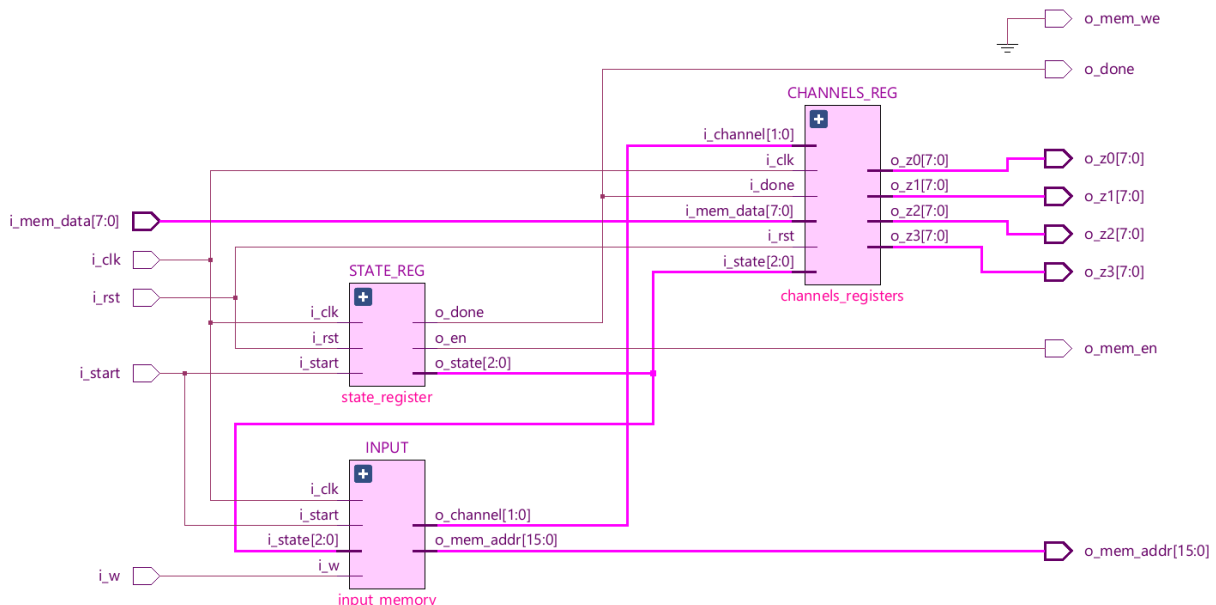 o_mem_we
o_done
CHANNELS_REG
i_channel[1:0]
i_clk
o_z0[7:0]
o_z0[7:0]
i_done
o_z1[7:0]
o_z1[7:0]
i_mem_data[7:0]
i_mem_data[7:0]
o_z2[7:0]
o_z2[7:0]
i_rst
o_z3[7:0]
i_clk
i_state[2:0]
o_z3[7:0]
STATE_REG
i_rst
channels_registers
i_clk
o_done
i_rst
o_en
o_mem_en
i_start
i_start
o_state[2:0]
state_register
INPUT
i_clk
i_start
o_channel[1:0]
i_state[2:0]
o_mem_addr[15:0]
o_mem_addr[15:0]
i_w
i_w
input_memory